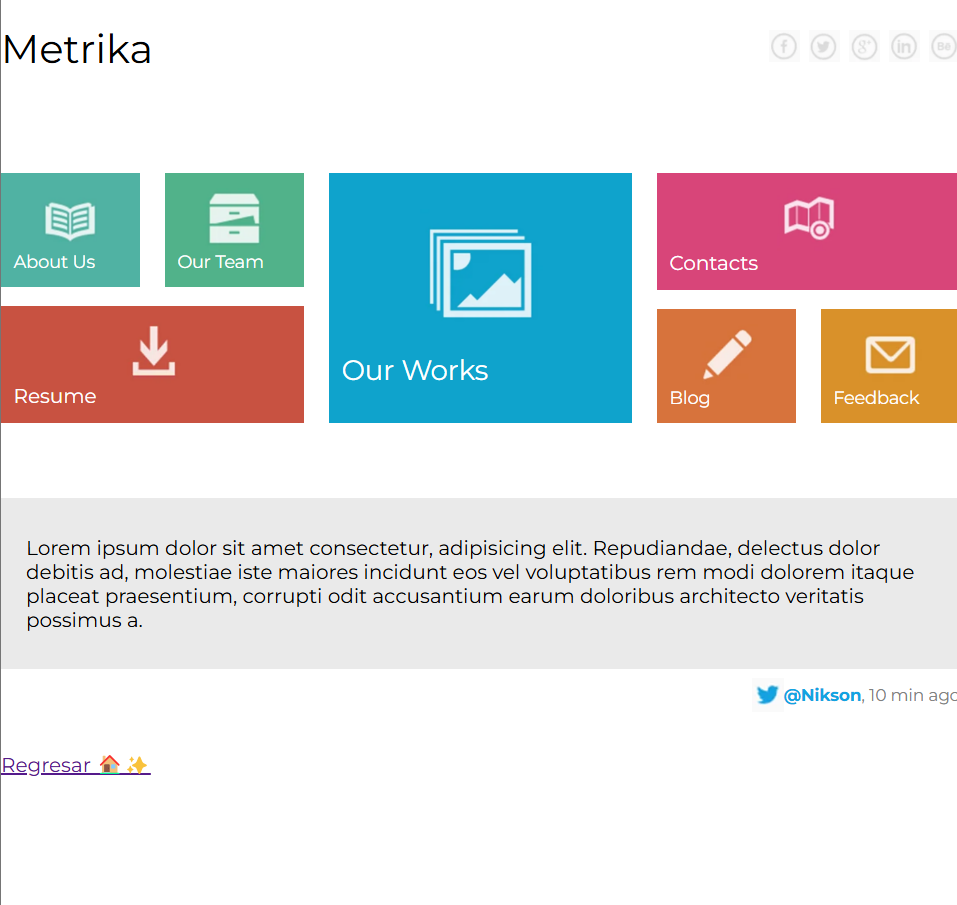 Metrika
About Us
Our Team
Our Works
Contacts
Resume
Blog
Feedback
Lorem ipsum dolor sit amet consectetur, adipisicing elit. Repudiandae, delectus dolor
debitis ad, molestiae iste maiores incidunt eos vel voluptatibus rem modi dolorem itaque
placeat praesentium, corrupti odit accusantium earum doloribus architecto veritatis
possimus a.
@Nikson, 10 min ago
Regresar 🏠 ✨